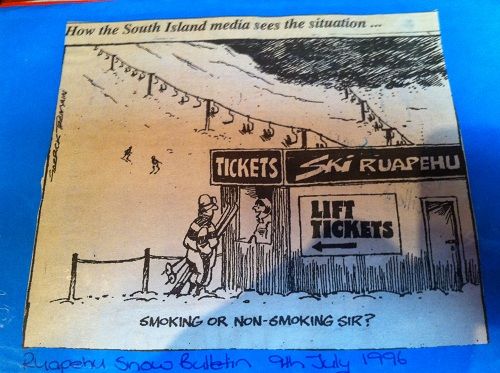 How the South Island media sees the situation ...
TICKETS
SKI RUAPEHU
LIFT
TICKETS
SMOKING OR NON-SMOKING SIR?
Ruapehu Snow Bulletin 9th July 1996